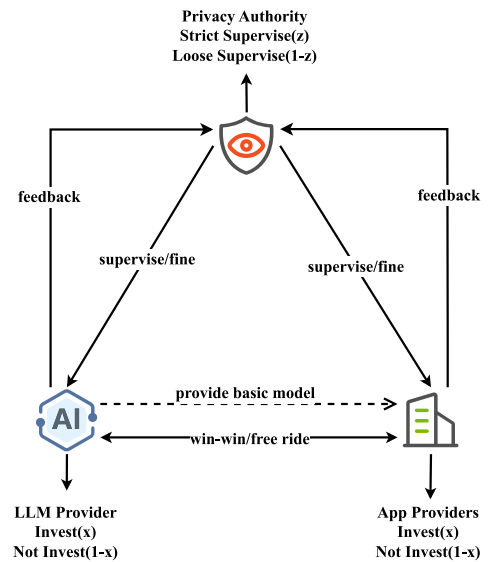 Privacy Authority
Strict Supervise(z)
Loose Supervise(1-z)
feedback
feedback
supervise/fine
supervise/fine
provide basic model
AI
win-win/free ride
LLM Provider
Invest(x)
Not Invest(1-x)
App Providers
Invest(x)
Not Invest(1-x)